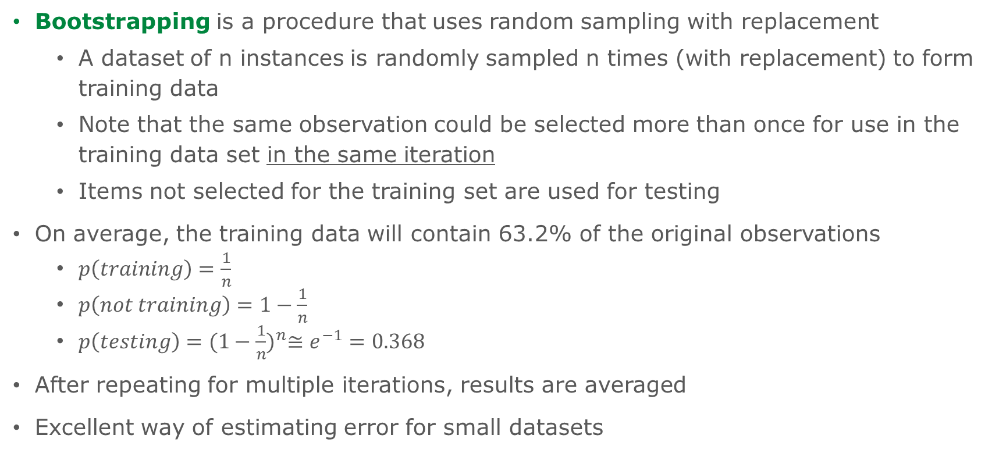 • Bootstrapping is a procedure that uses random sampling with replacement
• A dataset of n instances is randomly sampled n times (with replacement) to form
training data
• Note that the same observation could be selected more than once for use in the
training data set in the same iteration
• Items not selected for the training set are used for testing
• On average, the training data will contain 63.2% of the original observations
• p(training) = 1/n
• p(not training) = 1 − 1/n
• p(testing) = (1 − 1/n)ⁿ ≅ e⁻¹ = 0.368
• After repeating for multiple iterations, results are averaged
• Excellent way of estimating error for small datasets